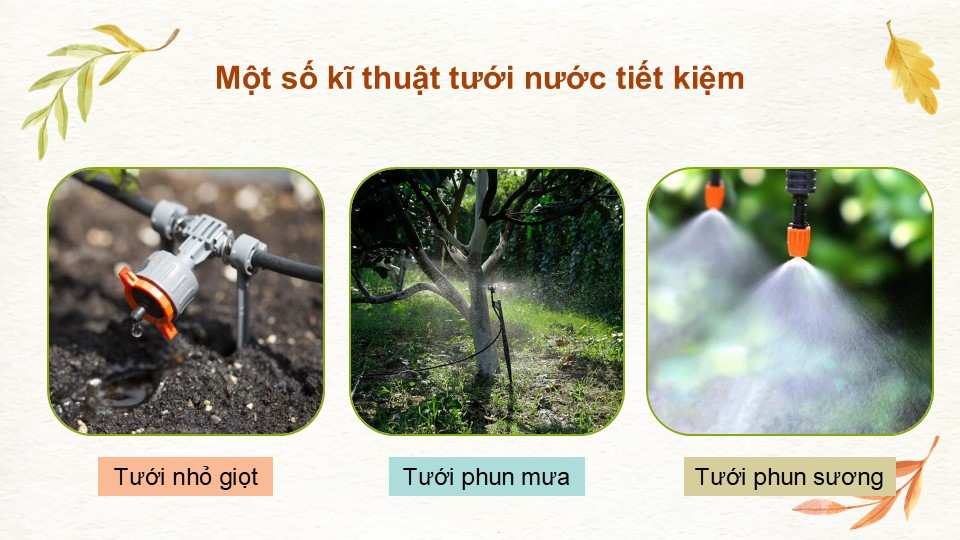 Một số kĩ thuật tưới nước tiết kiệm
Tưới nhỏ giọt
Tưới phun mưa
Tưới phun sương